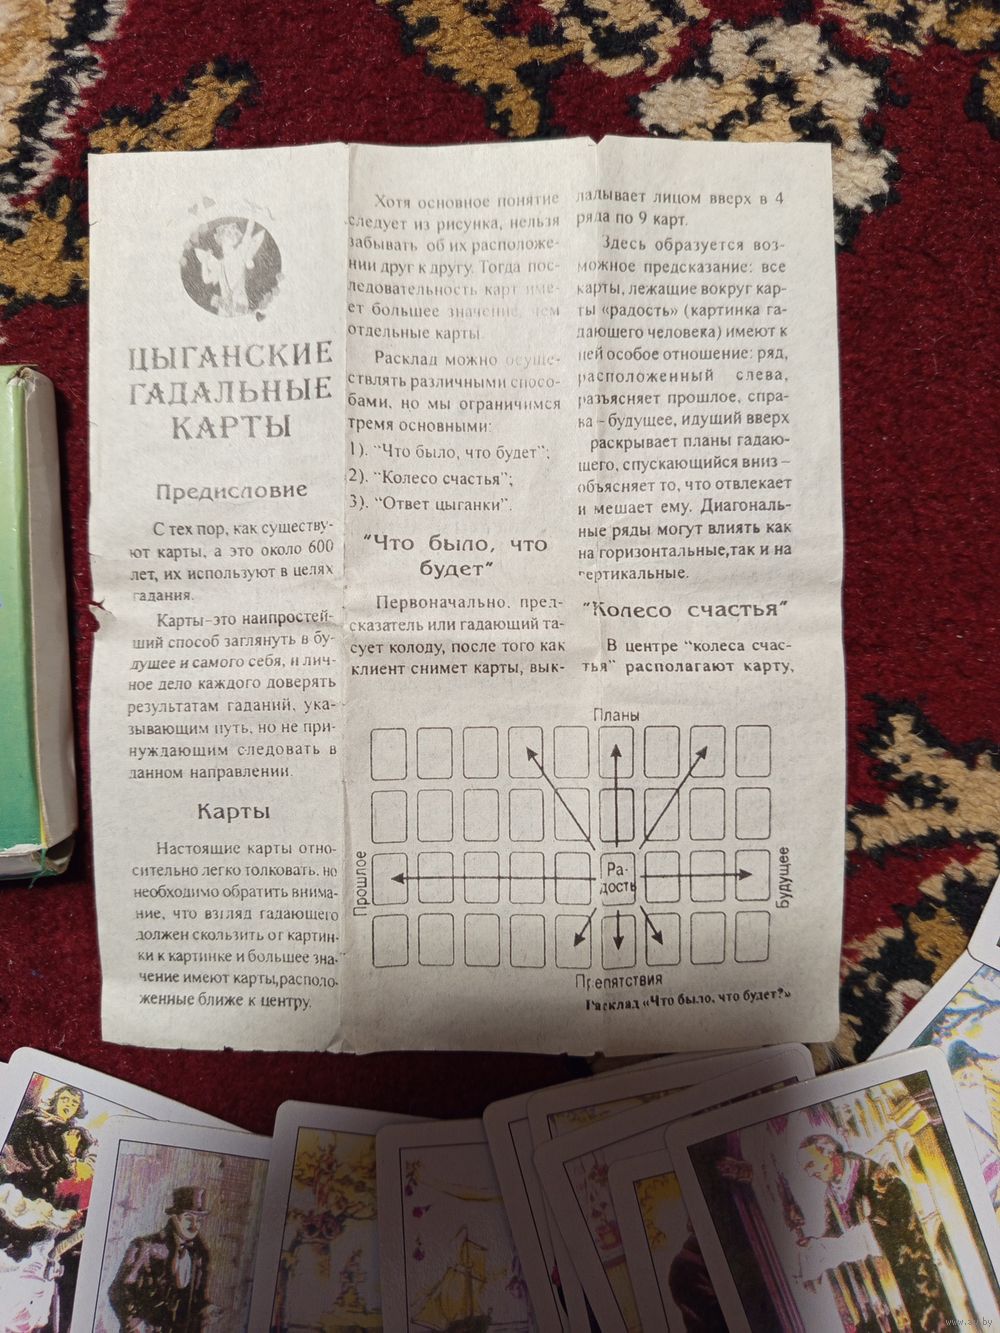 ЦЫГАНСКИЕ
ГАДАЛЬНЫЕ
КАРТЫ
Предисловие
С тех пор, как существу-
ют карты, а это около 600
лет, их используют в целях
гадания.
Карты-это наипростей-
ший способ заглянуть в бу-
дущее и самого себя, и лич-
ное дело каждого доверять
результатам гаданий, ука-
зывающим путь, но не при-
нуждающим следовать в
данном направлении.
Карты
Настоящие карты отно-
сительно легко толковать, но
необходимо обратить внима-
ние, что взгляд гадающего
должен скользить от картин-
ки к картинке и большее зна-
чение имеют карты,располо-
женные ближе к центру.
Хотя основное понятие
следует из рисунка, нельзя
забывать об их расположе-
нии друг к другу. Тогда пос-
ледовательность карт име-
ет большее значение, чем
отдельные карты.
Расклад можно осуще-
ствлять различными спосо-
бами, но мы ограничимся
тремя основными:
1). “Что было, что будет”;
2). “Колесо счастья”;
3). “Ответ цыганки”.
"Что было, что
будет"
Первоначально, пред-
сказатель или гадающий та-
сует колоду, после того как
клиент снимет карты, вык-
ладывает лицом вверх в 4
ряда по 9 карт.
Здесь образуется воз-
можное предсказание: все
карты, лежащие вокруг кар-
ты «радость» (картинка га-
дающего человека) имеют к
ней особое отношение: ряд,
расположенный слева,
разъясняет прошлое, спра-
ва – будущее, идущий вверх
раскрывает планы гадаю-
щего, спускающийся вниз –
объясняет то, что отвлекает
и мешает ему. Диагональ-
ные ряды могут влиять как
на горизонтальные,так и на
вертикальные.
"Колесо счастья"
В центре “колеса счас-
тья” располагают карту,
Планы
Прошлое
Ра-
дость
Будущее
Препятствия
Расклад «Что было, что будет?»
www.ay.by